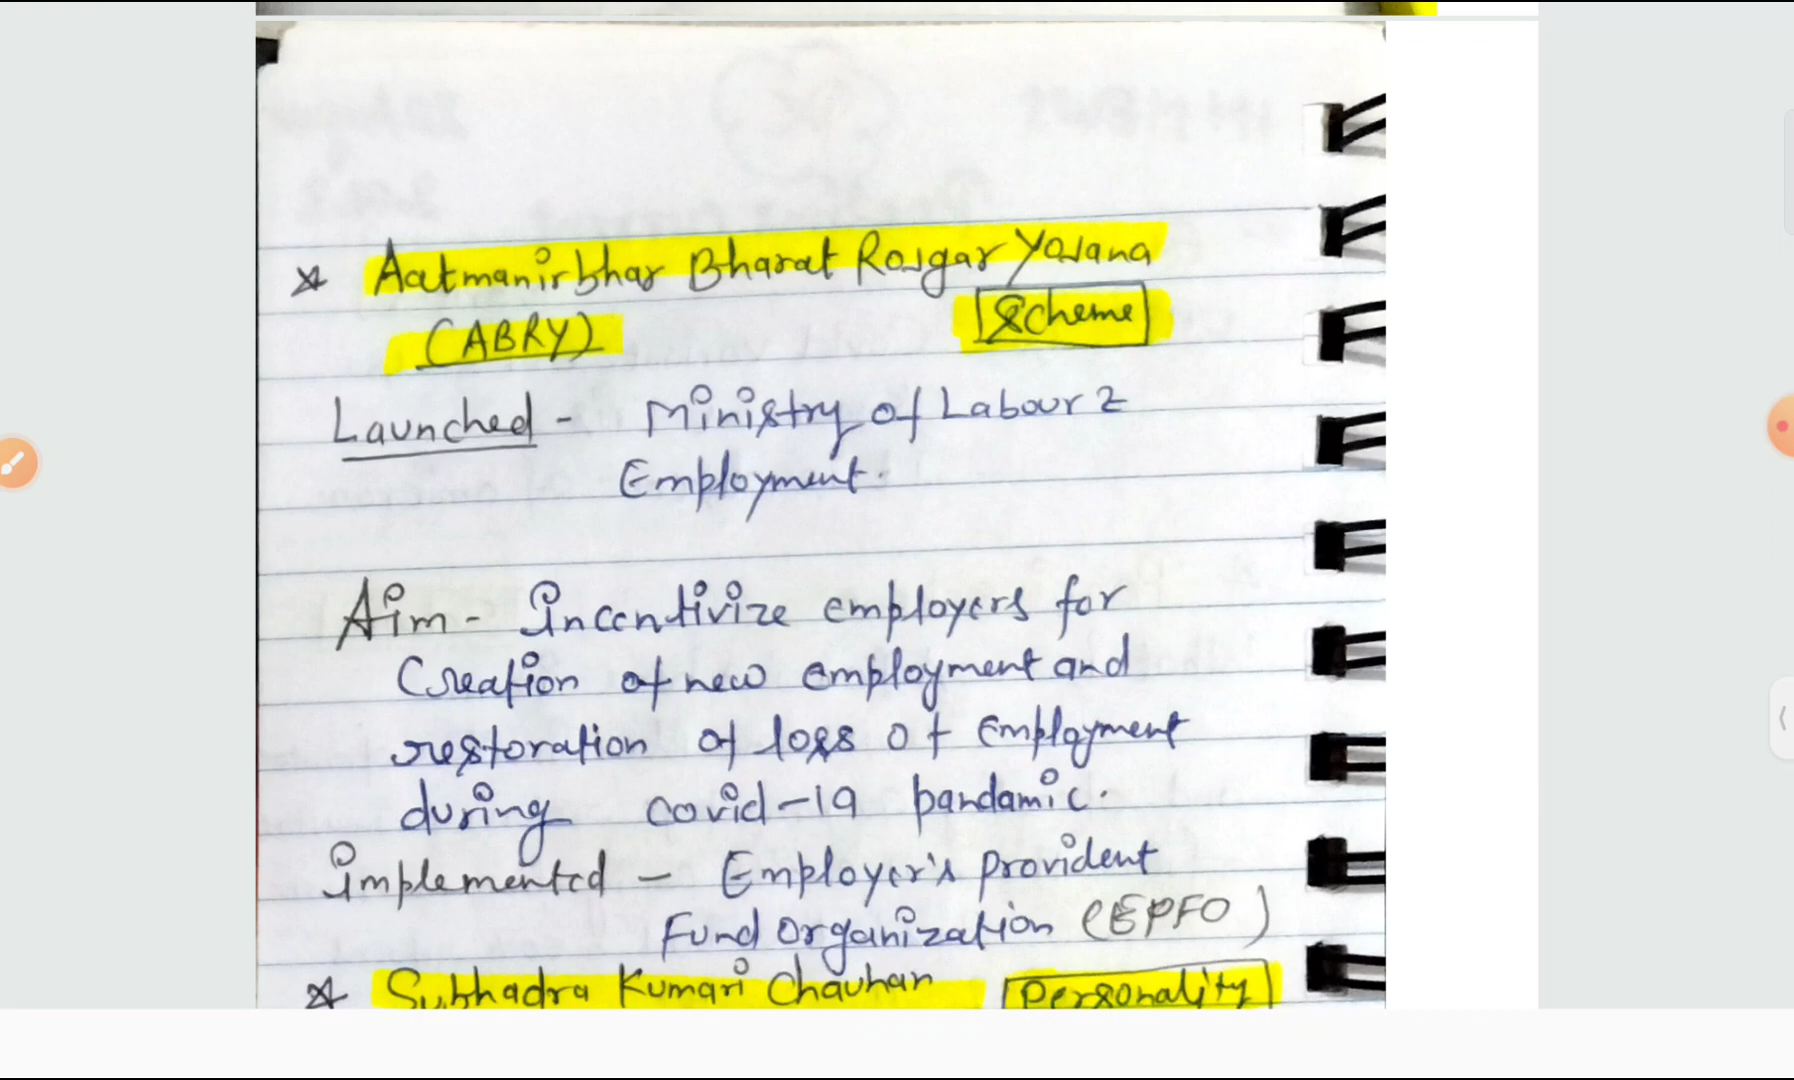 * Aatmanirbhar Bharat Rojgar Yojana
(ABRY) Scheme
Launched - Ministry of Labour &
Employment.
Aim - Incentivize employers for
Creation of new employment and
restoration of loss of Employment
during covid-19 pandamic.
implemented - Employer's Provident
Fund Organization (EPFO)
* Subhadra Kumari Chauhan Personality